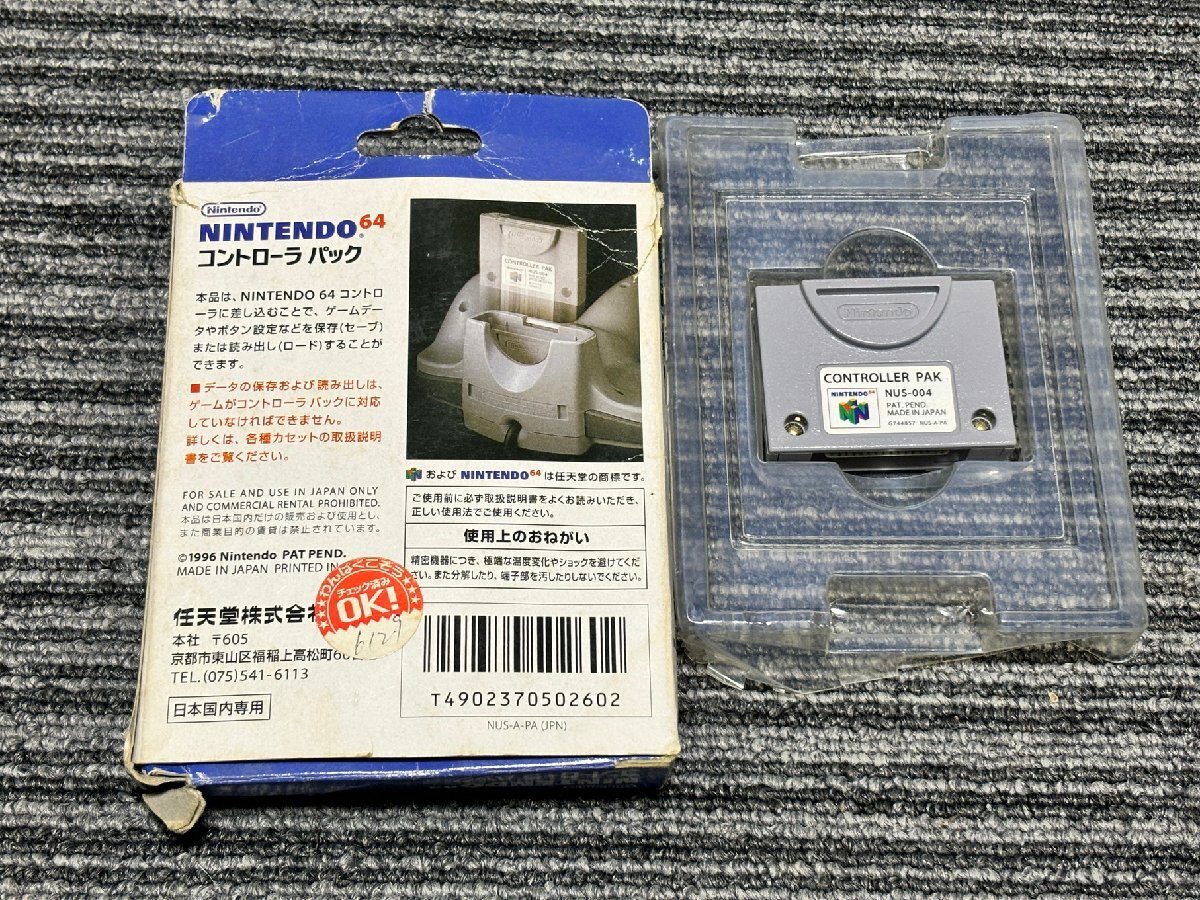 Nintendo
NINTENDO64
コントローラ パック
本品は、NINTENDO 64 コントロ
ーラに差し込むことで、ゲームデー
タやボタン設定などを保存(セーブ)
または読み出し(ロード)することが
できます。
■データの保存および読み出しは、
ゲームがコントローラ パックに対応
していなければできません。
詳しくは、各種カセットの取扱説明
書をご覧ください。
FOR SALE AND USE IN JAPAN ONLY
AND COMMERCIAL RENTAL PROHIBITED.
本品は日本国内だけの販売および使用とし、
また商業目的の賃貸は禁止されています。
©1996 Nintendo PAT PEND.
MADE IN JAPAN PRINTED IN
任天堂株式会
本社 〒605
京都市東山区福稲上高松町60
TEL.(075)541-6113
日本国内専用
わんぱくこぞう
チェック済み
OK!
6129
CONTROLLER PAK
NUS-004
および NINTENDO64 は任天堂の商標です。
ご使用前に必ず取扱説明書をよくお読みいただき、
正しい使用法でご使用ください。
使用上のおねがい
精密機器につき、極端な温度変化やショックを避けてくだ
さい。また分解したり、端子部を汚したりしないでください。
T4902370502602
NUS-A-PA (JPN)
Nintendo
CONTROLLER PAK
NINTENDO64
NUS-004
PAT. PEND.
MADE IN JAPAN
6744857 NUS-A-PA